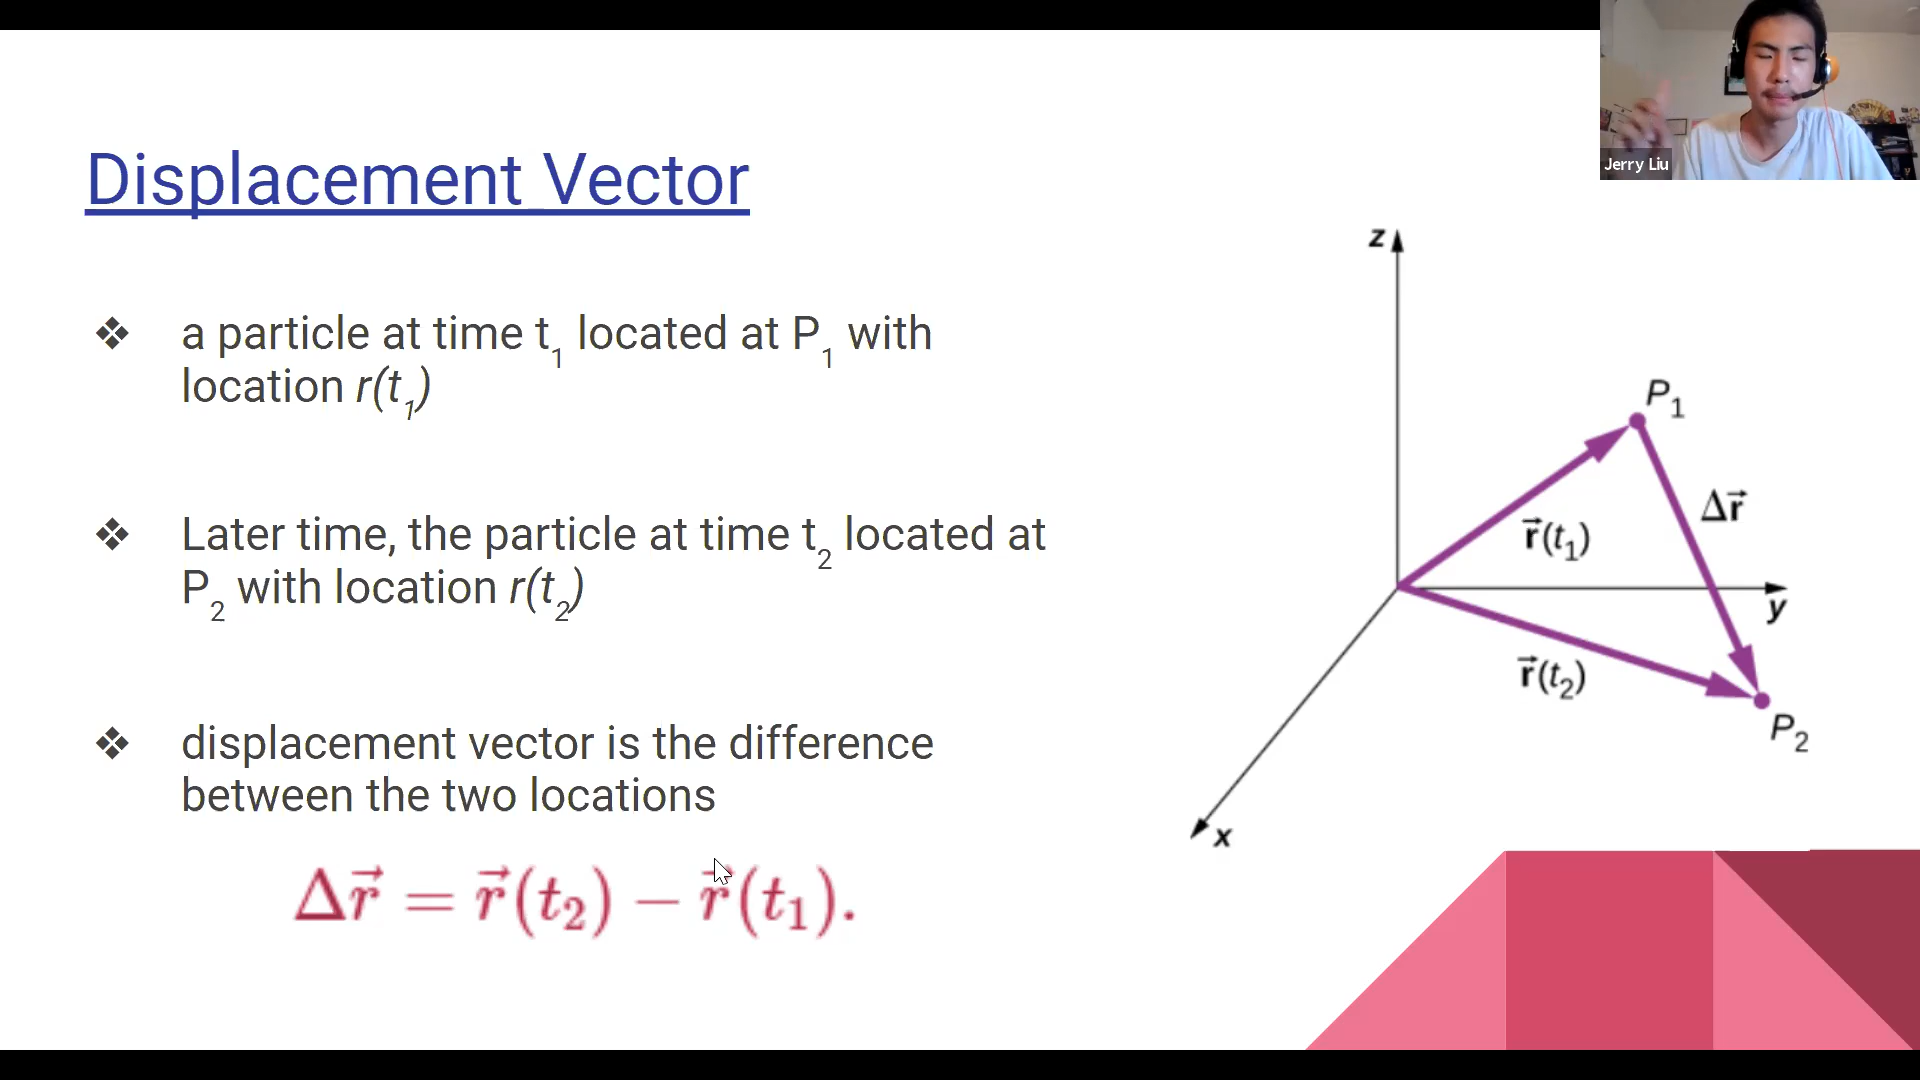 Jerry Liu
Displacement Vector
❖ a particle at time t₁ located at P₁ with
location r(t₁)
❖ Later time, the particle at time t₂ located at
P₂ with location r(t₂)
❖ displacement vector is the difference
between the two locations
Δr⃗ = r⃗(t₂) − r⃗(t₁).
z
P₁
Δr⃗
r⃗(t₁)
y
r⃗(t₂)
P₂
x